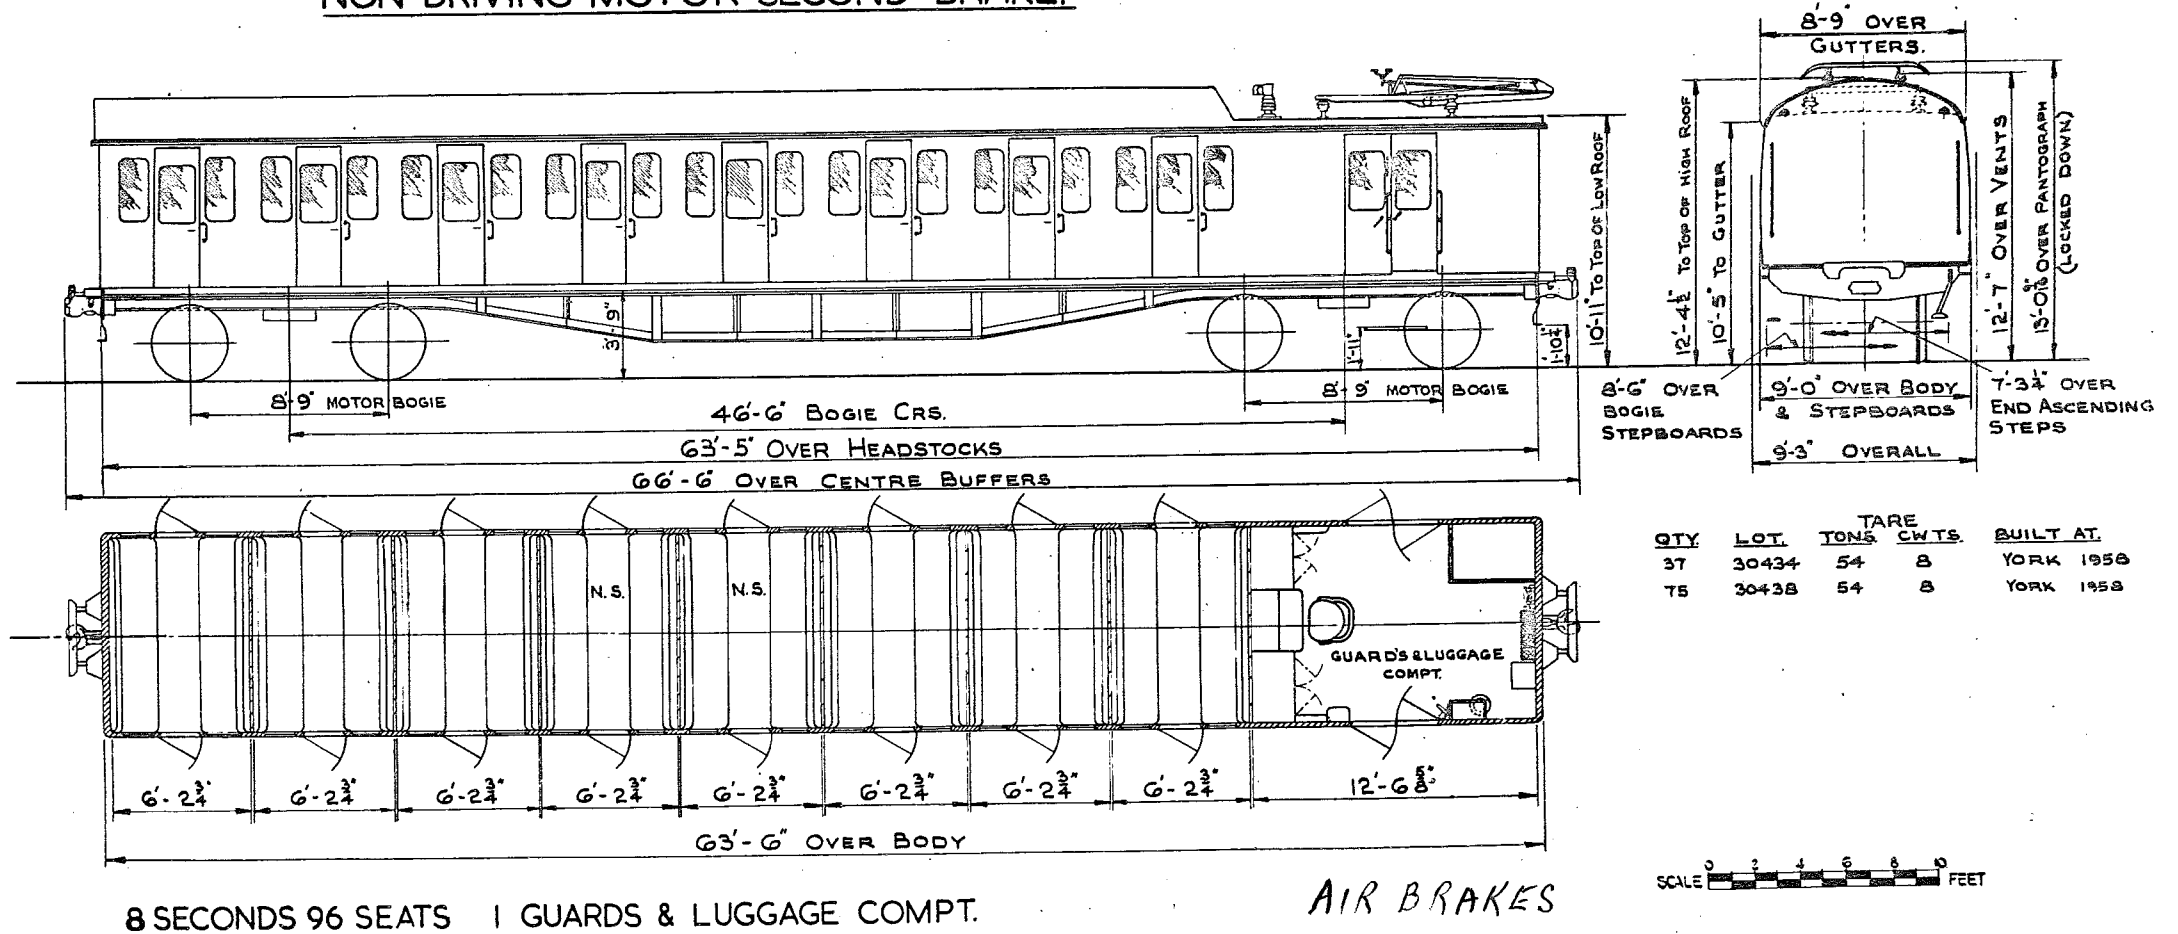 NON DRIVING MOTOR SECOND BRAKE.
8'-9" OVER
GUTTERS.
10'-11" TO TOP OF LOW ROOF
12'-4½" TO TOP OF HIGH ROOF
10'-5" TO GUTTER
12'-7" OVER VENTS
13'-0 9/16" OVER PANTOGRAPH
(LOCKED DOWN)
3'-9"
1'-11"
8'-9" MOTOR BOGIE
8'-9" MOTOR BOGIE
46'-6" BOGIE CRS.
63'-5" OVER HEADSTOCKS
66'-6" OVER CENTRE BUFFERS
8'-6" OVER
BOGIE
STEPBOARDS
9'-0" OVER BODY
& STEPBOARDS
9'-3" OVERALL
7'-3¼" OVER
END ASCENDING
STEPS
TARE
QTY. LOT. TONS CWTS. BUILT AT.
37 30434 54 8 YORK 1958
75 30438 54 8 YORK 1958
N.S. N.S.
GUARD'S & LUGGAGE
COMPT.
6'-2¾" 6'-2¾" 6'-2¾" 6'-2¾" 6'-2¾" 6'-2¾" 6'-2¾" 6'-2¾" 12'-6⅝"
63'-6" OVER BODY
SCALE 0 2 4 6 8 10 FEET
8 SECONDS 96 SEATS 1 GUARDS & LUGGAGE COMPT.
AIR BRAKES